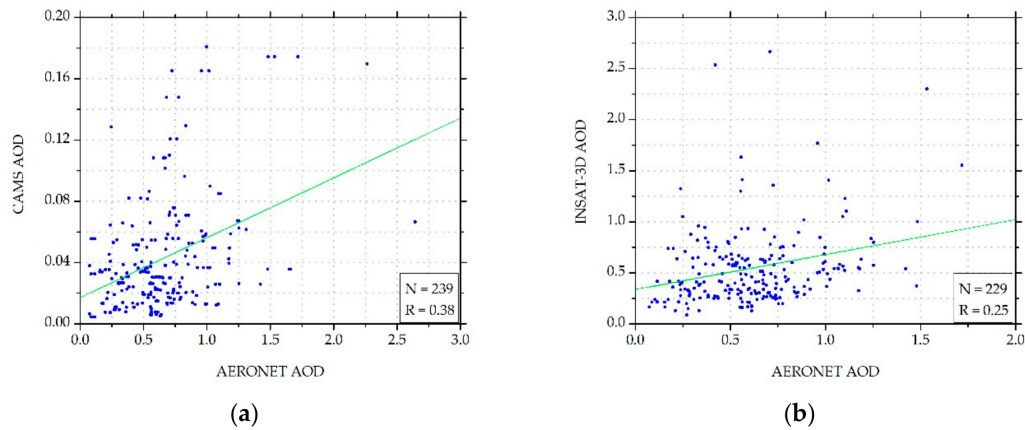 0.20
0.16
0.12
0.08
0.04
0.00
CAMS AOD
N = 239
R = 0.38
0.0 0.5 1.0 1.5 2.0 2.5 3.0
AERONET AOD
(a)
3.0
2.5
2.0
1.5
1.0
0.5
0.0
INSAT-3D AOD
N = 229
R = 0.25
0.0 0.5 1.0 1.5 2.0
AERONET AOD
(b)